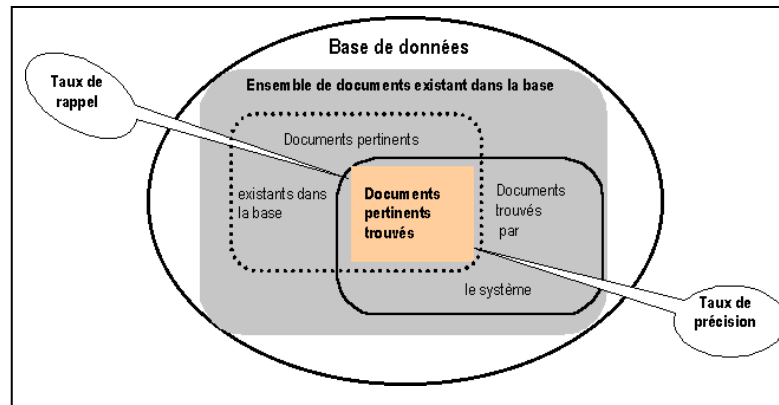 Base de données
Taux de
rappel
Ensemble de documents existant dans la base
Documents pertinents
existants dans
la base
Documents
pertinents
trouvés
Documents
trouvés
par
le système
Taux de
précision